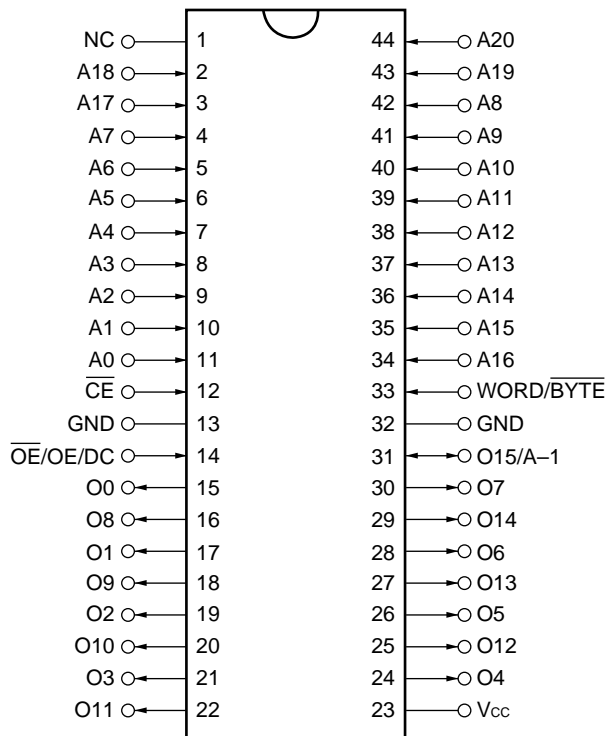 NC 1 44 A20
A18 2 43 A19
A17 3 42 A8
A7 4 41 A9
A6 5 40 A10
A5 6 39 A11
A4 7 38 A12
A3 8 37 A13
A2 9 36 A14
A1 10 35 A15
A0 11 34 A16
C̅E̅ 12 33 WORD/B̅Y̅T̅E̅
GND 13 32 GND
O̅E̅/OE/DC 14 31 O15/A–1
O0 15 30 O7
O8 16 29 O14
O1 17 28 O6
O9 18 27 O13
O2 19 26 O5
O10 20 25 O12
O3 21 24 O4
O11 22 23 Vcc